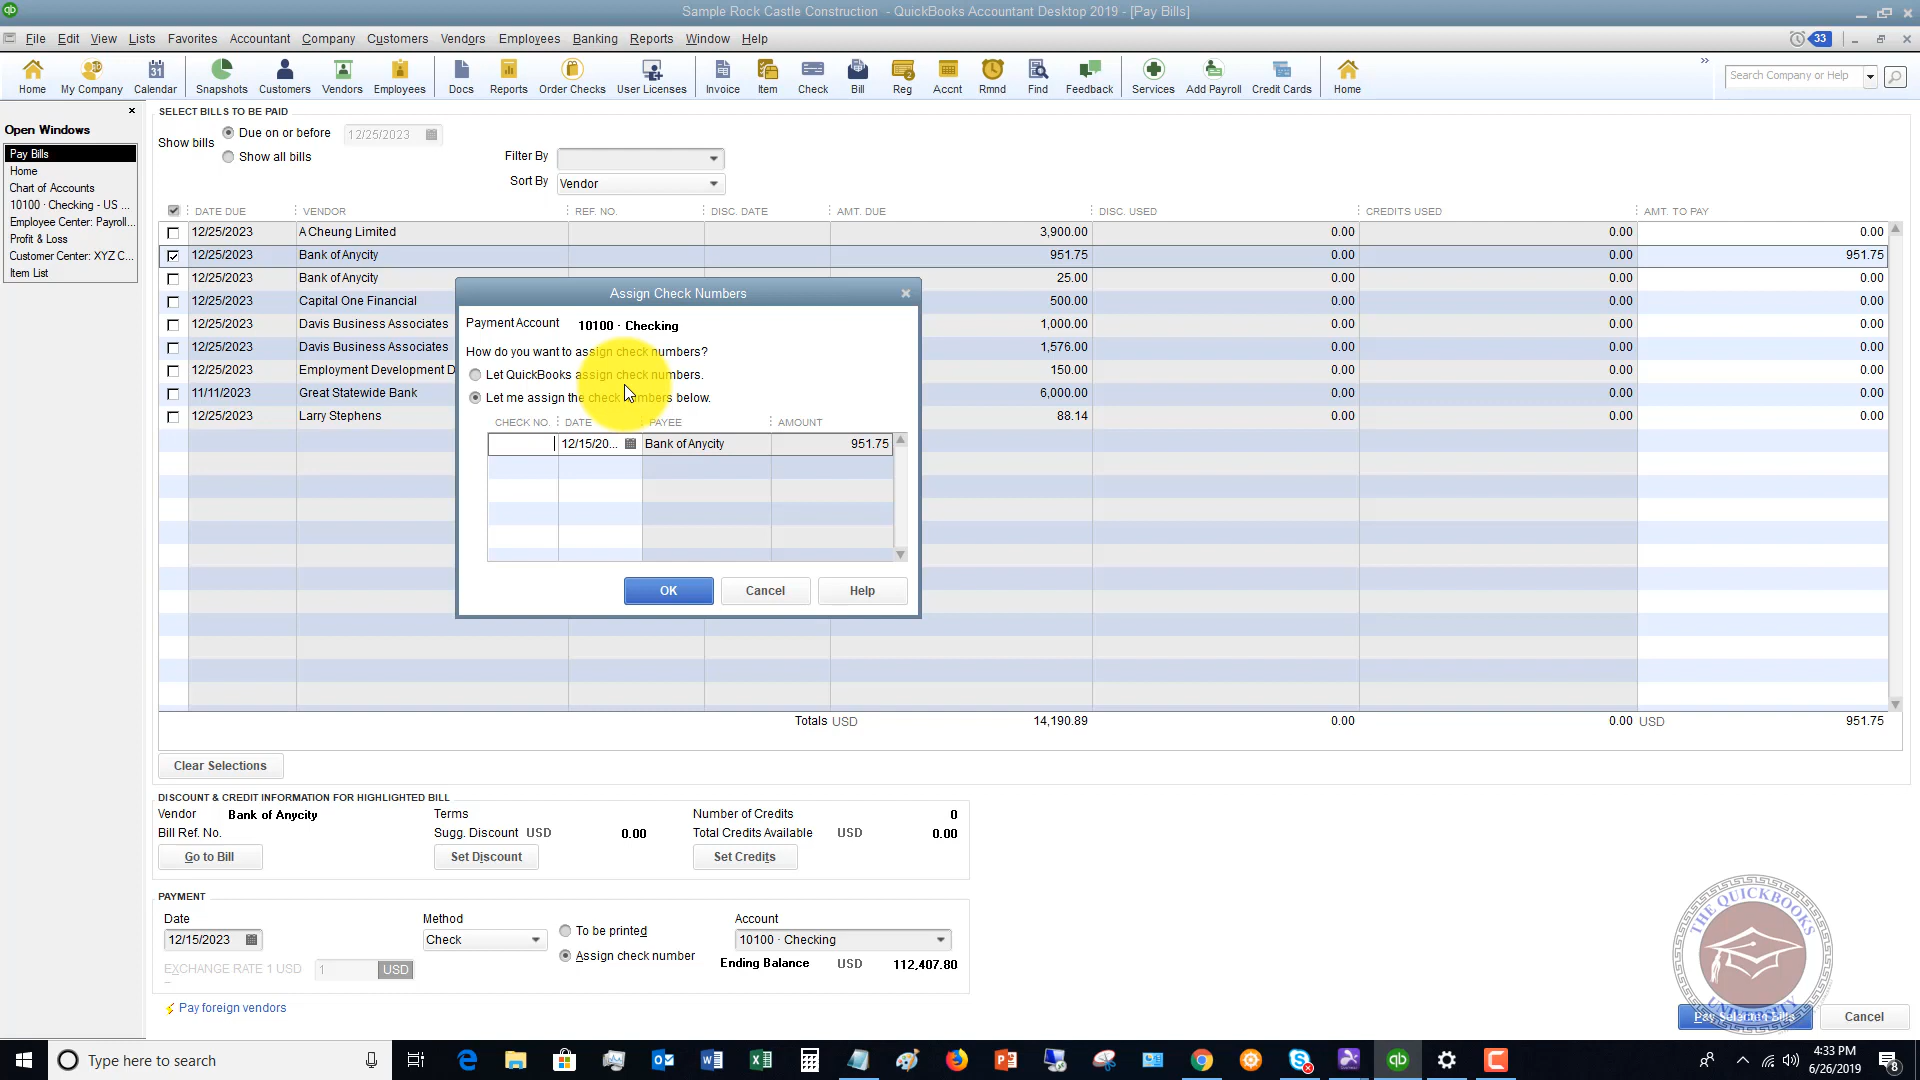 Sample Rock Castle Construction - QuickBooks Accountant Desktop 2019 - [Pay Bills]
File Edit View Lists Favorites Accountant Company Customers Vendors Employees Banking Reports Window Help
33
Home My Company Calendar Snapshots Customers Vendors Employees Docs Reports Order Checks User Licenses Invoice Item Check Bill Reg Accnt Rmnd Find Feedback Services Add Payroll Credit Cards Home
Search Company or Help
Open Windows
Pay Bills
Home
Chart of Accounts
10100 · Checking - US ...
Employee Center: Payroll...
Profit & Loss
Customer Center: XYZ C...
Item List
SELECT BILLS TO BE PAID
Show bills
Due on or before 12/25/2023
Show all bills
Filter By
Sort By Vendor
DATE DUE VENDOR REF. NO. DISC. DATE AMT. DUE DISC. USED CREDITS USED AMT. TO PAY
12/25/2023 A Cheung Limited 3,900.00 0.00 0.00 0.00
12/25/2023 Bank of Anycity 951.75 0.00 0.00 951.75
12/25/2023 Bank of Anycity 25.00 0.00 0.00 0.00
12/25/2023 Capital One Financial 500.00 0.00 0.00 0.00
12/25/2023 Davis Business Associates 1,000.00 0.00 0.00 0.00
12/25/2023 Davis Business Associates 1,576.00 0.00 0.00 0.00
12/25/2023 Employment Development D 150.00 0.00 0.00 0.00
11/11/2023 Great Statewide Bank 6,000.00 0.00 0.00 0.00
12/25/2023 Larry Stephens 88.14 0.00 0.00 0.00
Totals USD 14,190.89 0.00 0.00 USD 951.75
Assign Check Numbers
Payment Account 10100 · Checking
How do you want to assign check numbers?
Let QuickBooks assign check numbers.
Let me assign the check numbers below.
CHECK NO. DATE PAYEE AMOUNT
12/15/20... Bank of Anycity 951.75
OK Cancel Help
Clear Selections
DISCOUNT & CREDIT INFORMATION FOR HIGHLIGHTED BILL
Vendor Bank of Anycity Terms Number of Credits 0
Bill Ref. No. Sugg. Discount USD 0.00 Total Credits Available USD 0.00
Go to Bill Set Discount Set Credits
PAYMENT
Date Method Account
12/15/2023 Check To be printed 10100 · Checking
Assign check number Ending Balance USD 112,407.80
EXCHANGE RATE 1 USD 1 USD
Pay foreign vendors
THE QUICKBOOKS UNIVERSITY
Pay Selected Bills Cancel
Type here to search
4:33 PM
6/26/2019
8